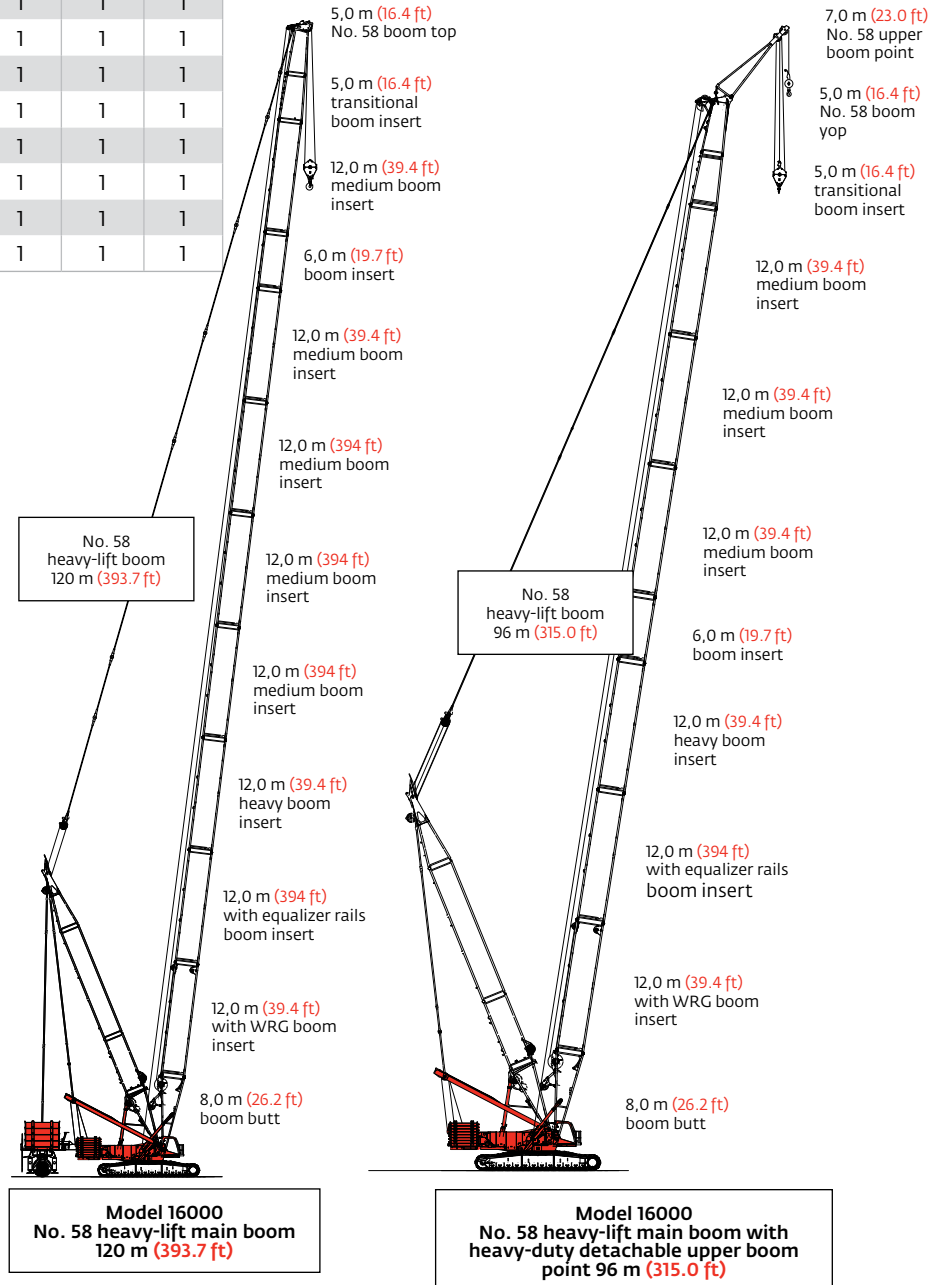 1 1 1
1 1 1
1 1 1
1 1 1
1 1 1
1 1 1
1 1 1
1 1 1
5,0 m (16.4 ft)
No. 58 boom top
5,0 m (16.4 ft)
transitional
boom insert
12,0 m (39.4 ft)
medium boom
insert
6,0 m (19.7 ft)
boom insert
12,0 m (39.4 ft)
medium boom
insert
12,0 m (394 ft)
medium boom
insert
12,0 m (394 ft)
medium boom
insert
12,0 m (394 ft)
medium boom
insert
12,0 m (39.4 ft)
heavy boom
insert
12,0 m (394 ft)
with equalizer rails
boom insert
12,0 m (39.4 ft)
with WRG boom
insert
8,0 m (26.2 ft)
boom butt
No. 58
heavy-lift boom
120 m (393.7 ft)
Model 16000
No. 58 heavy-lift main boom
120 m (393.7 ft)
7,0 m (23.0 ft)
No. 58 upper
boom point
5,0 m (16.4 ft)
No. 58 boom
yop
5,0 m (16.4 ft)
transitional
boom insert
12,0 m (39.4 ft)
medium boom
insert
12,0 m (39.4 ft)
medium boom
insert
12,0 m (39.4 ft)
medium boom
insert
6,0 m (19.7 ft)
boom insert
12,0 m (39.4 ft)
heavy boom
insert
12,0 m (394 ft)
with equalizer rails
boom insert
12,0 m (39.4 ft)
with WRG boom
insert
8,0 m (26.2 ft)
boom butt
No. 58
heavy-lift boom
96 m (315.0 ft)
Model 16000
No. 58 heavy-lift main boom with
heavy-duty detachable upper boom
point 96 m (315.0 ft)